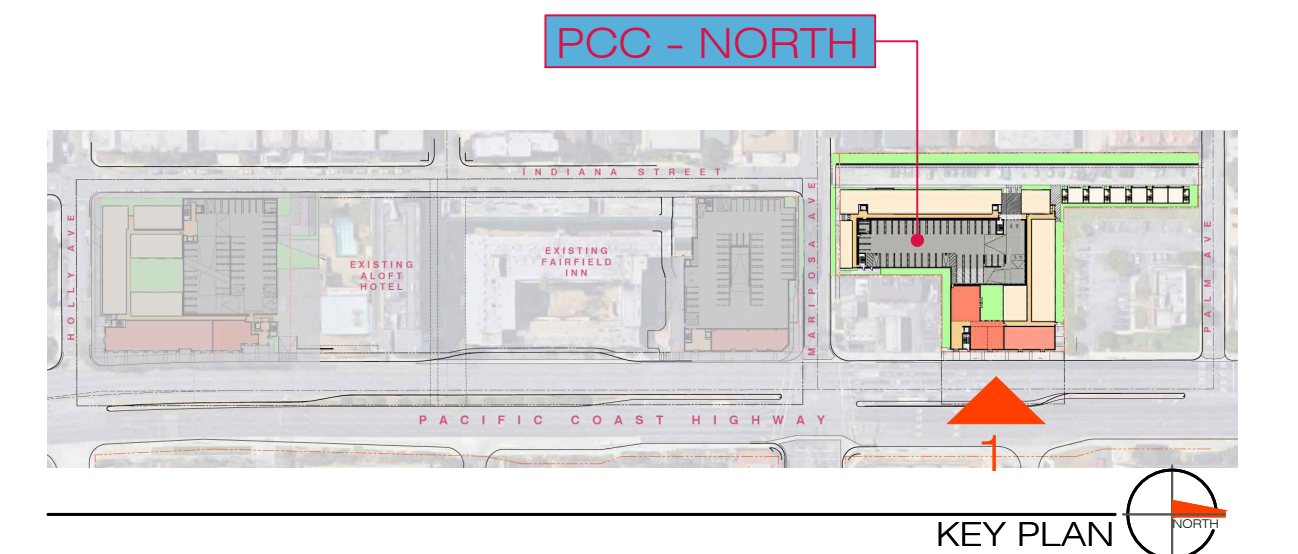 PCC - NORTH
INDIANA STREET
HOLLY AVE
EXISTING
ALOFT
HOTEL
EXISTING
FAIRFIELD
INN
MARIPOSA AVE
PALM AVE
PACIFIC COAST HIGHWAY
1
KEY PLAN
NORTH